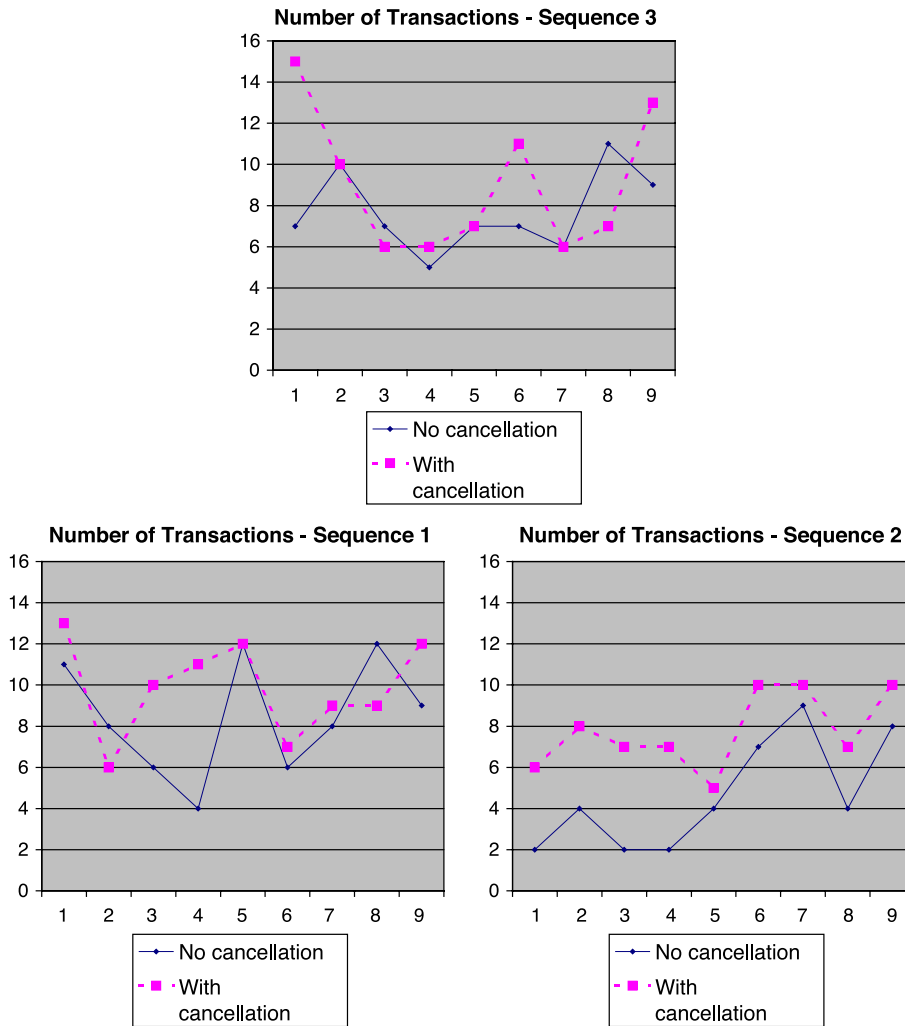 Number of Transactions - Sequence 3
16
14
12
10
8
6
4
2
0
1 2 3 4 5 6 7 8 9
No cancellation
With
cancellation
Number of Transactions - Sequence 1
16
14
12
10
8
6
4
2
0
1 2 3 4 5 6 7 8 9
No cancellation
With
cancellation
Number of Transactions - Sequence 2
16
14
12
10
8
6
4
2
0
1 2 3 4 5 6 7 8 9
No cancellation
With
cancellation